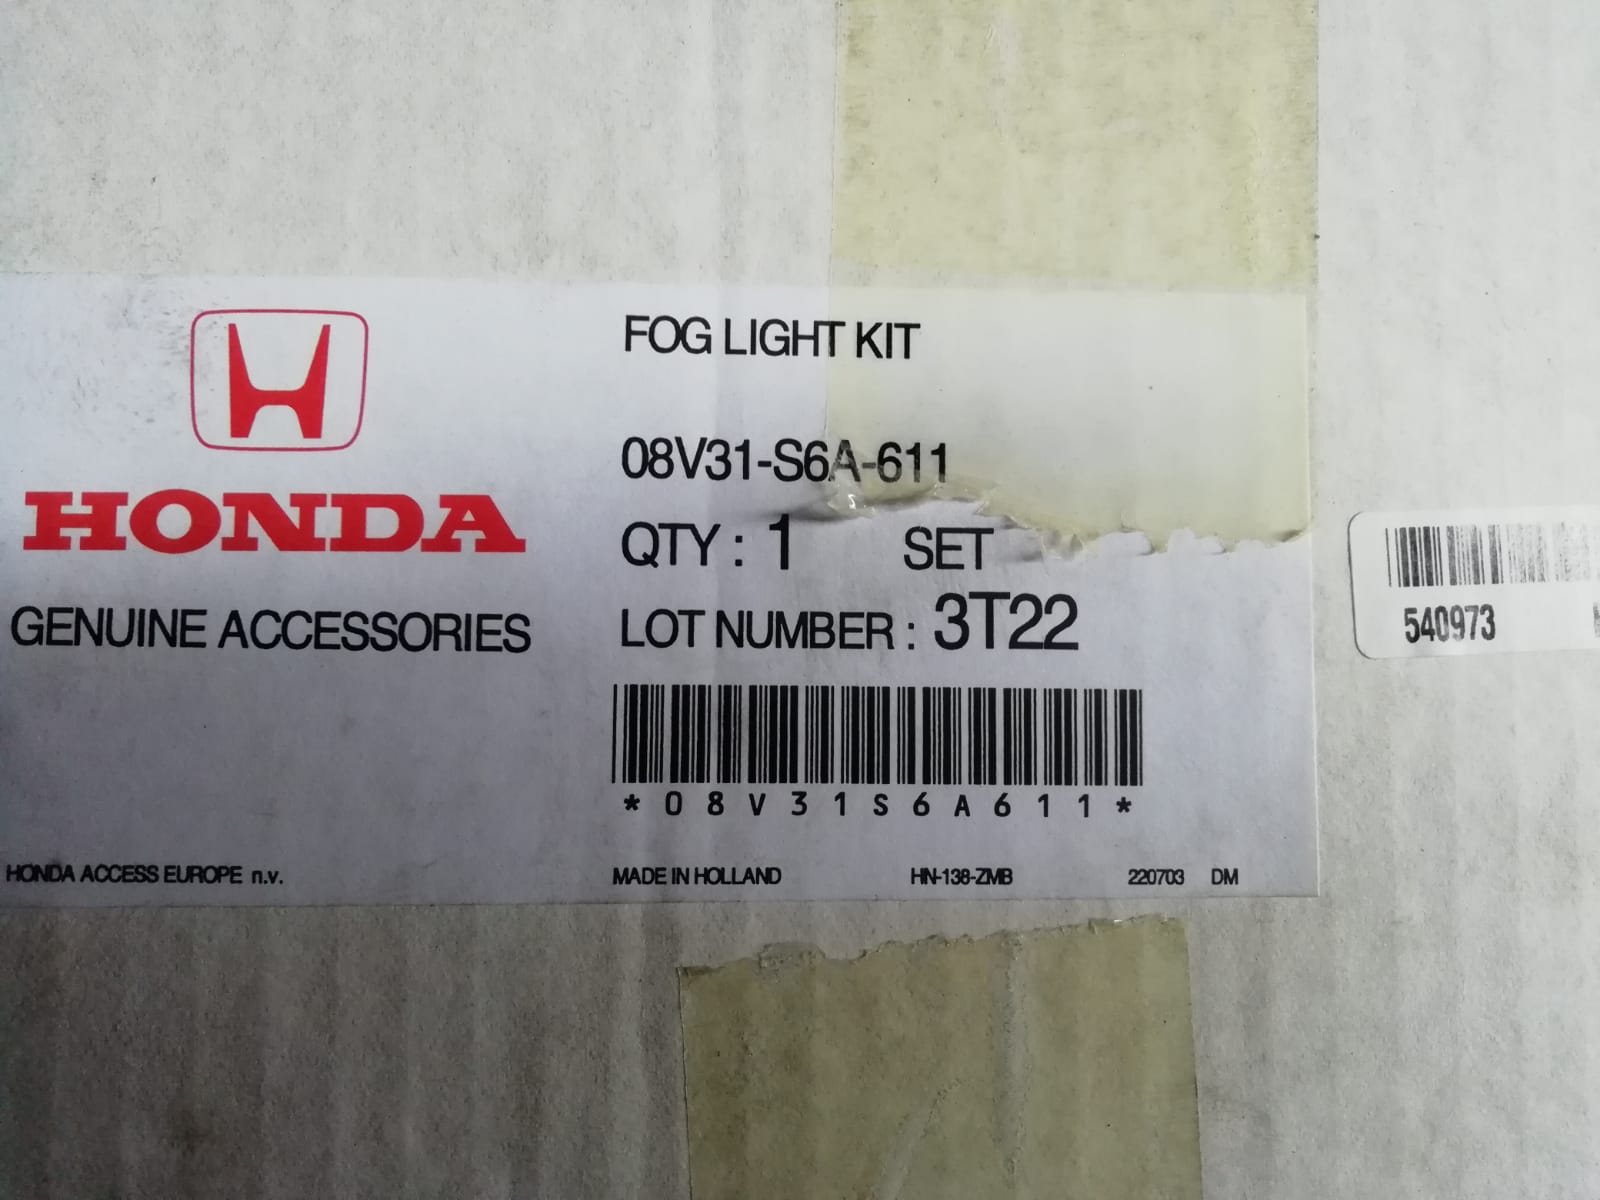 FOG LIGHT KIT
08V31-S6A-611
QTY : 1 SET
LOT NUMBER : 3T22
*08V31S6A611*
HONDA
GENUINE ACCESSORIES
HONDA ACCESS EUROPE n.v.
MADE IN HOLLAND HN-138-ZMB 220703 DM
540973